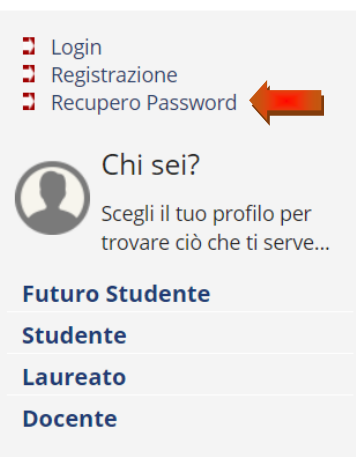 Login
Registrazione
Recupero Password
Chi sei?
Scegli il tuo profilo per
trovare ciò che ti serve...
Futuro Studente
Studente
Laureato
Docente